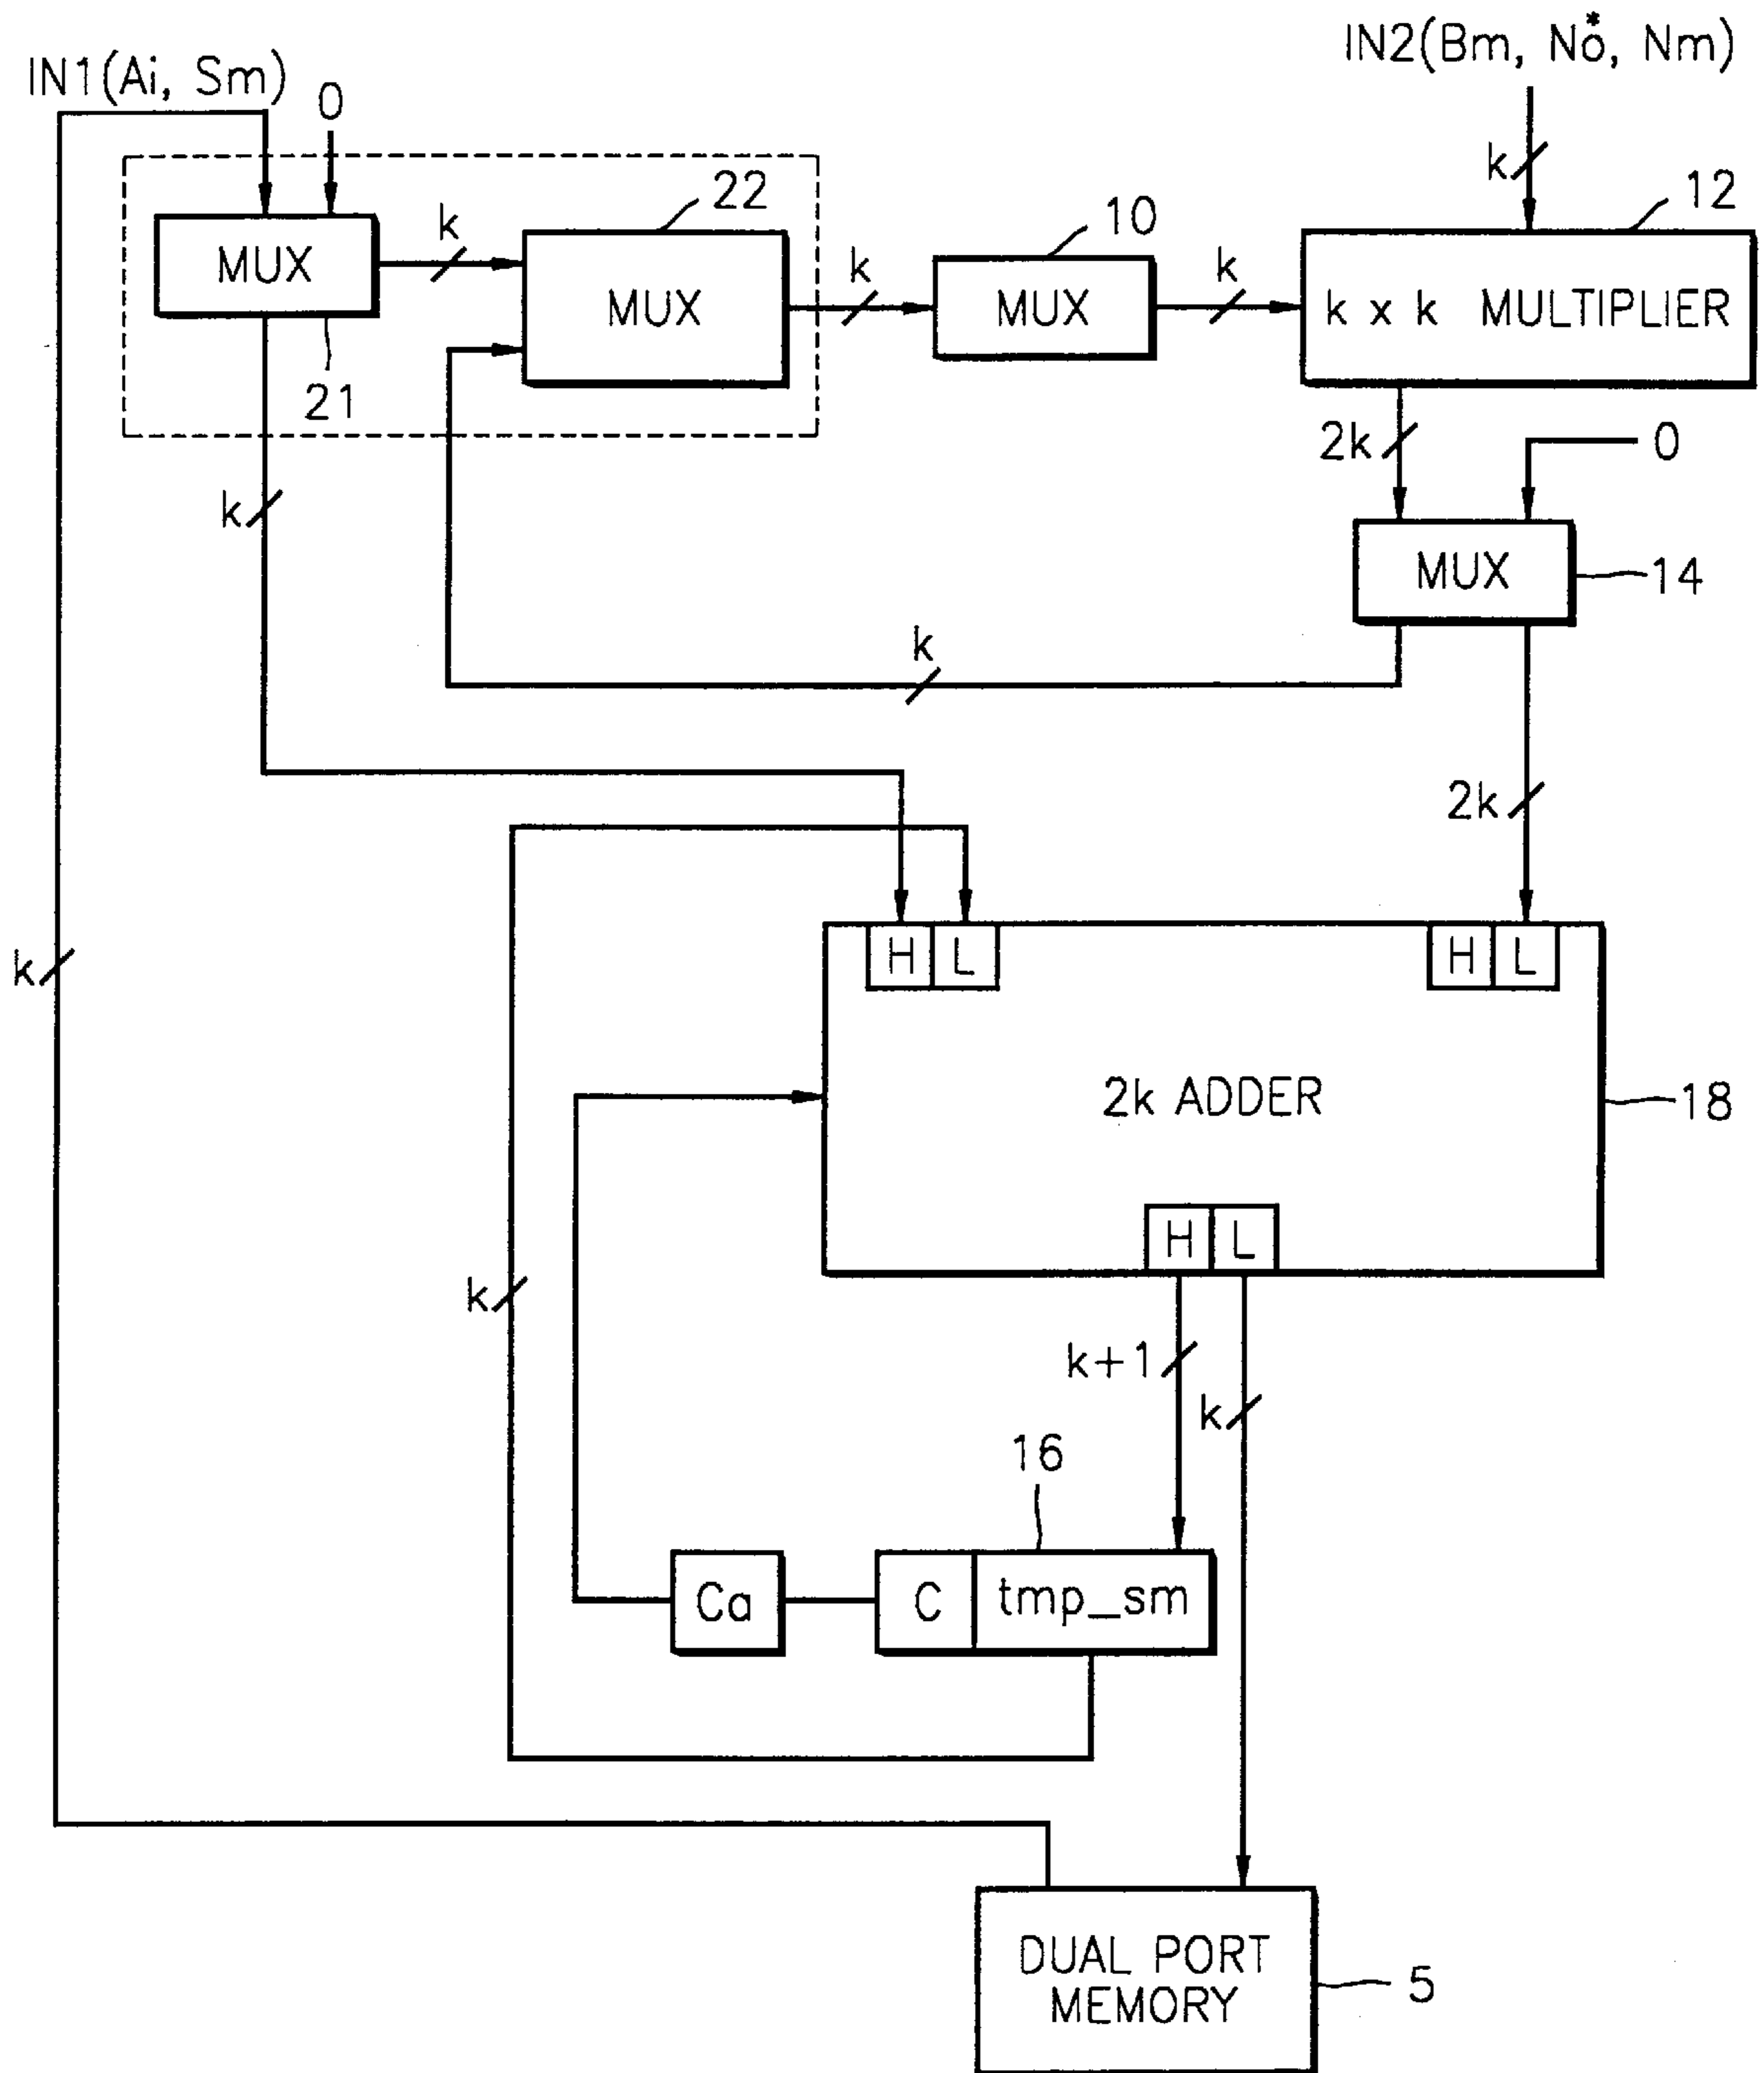 IN1(Ai, Sm)
0
IN2(Bm, No*, Nm)
k
22
10
12
MUX
k
MUX
k
MUX
k
k x k MULTIPLIER
21
2k
0
k
MUX
14
k
2k
k
H L
H L
2k ADDER
18
H L
k
k+1
k
16
Ca
C
tmp_sm
DUAL PORT
MEMORY
5